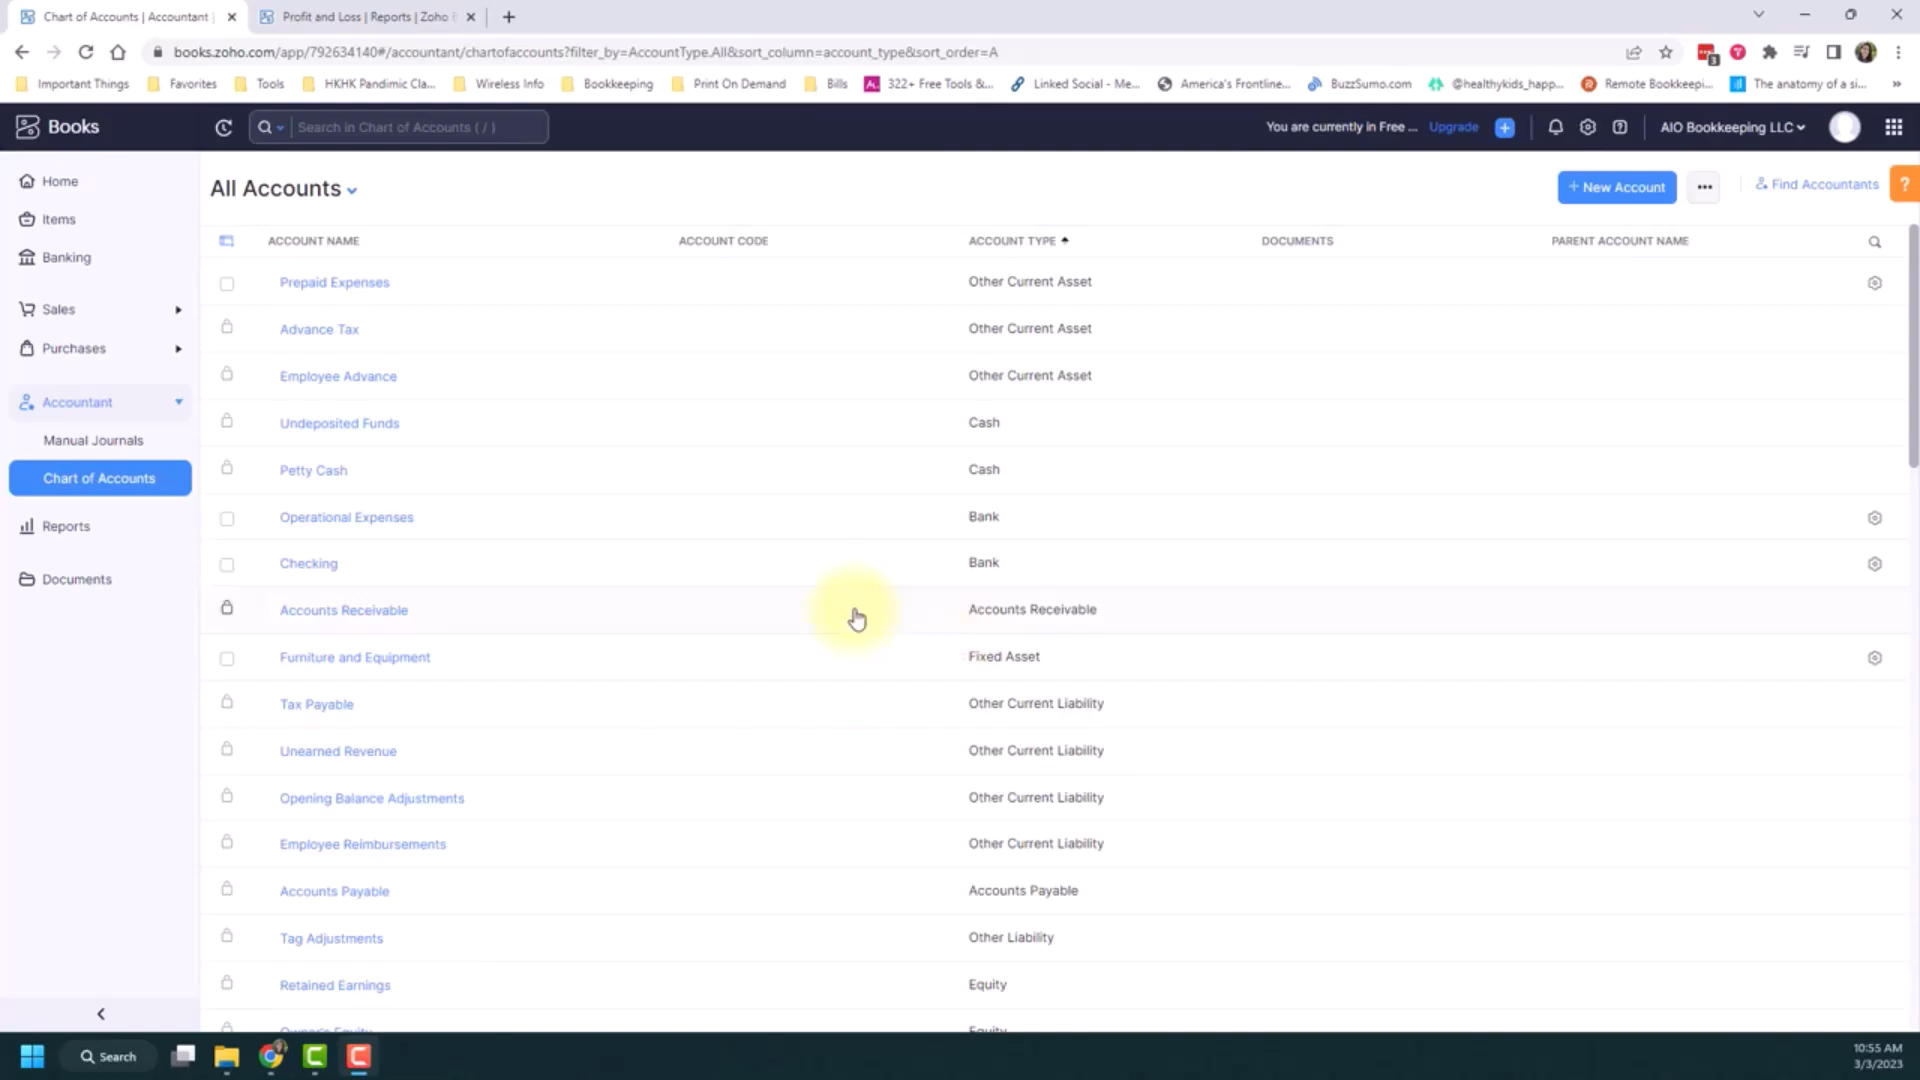 Chart of Accounts | Accountant |
Profit and Loss | Reports | Zoho
books.zoho.com/app/792634140#/accountant/chartofaccounts?filter_by=AccountType.All&sort_column=account_type&sort_order=A
3
Important Things
Favorites
Tools
HKHK Pandimic Cla...
Wireless Info
Bookkeeping
Print On Demand
Bills
322+ Free Tools &...
Linked Social - Me...
America's Frontline...
BuzzSumo.com
@healthykids_happ...
Remote Bookkeepi...
The anatomy of a si...
»
Books
Search in Chart of Accounts ( / )
You are currently in Free ...
Upgrade
AIO Bookkeeping LLC
Home
Items
Banking
Sales
Purchases
Accountant
Manual Journals
Chart of Accounts
Reports
Documents
All Accounts
+ New Account
Find Accountants
?
ACCOUNT NAME ACCOUNT CODE ACCOUNT TYPE DOCUMENTS PARENT ACCOUNT NAME
Prepaid Expenses Other Current Asset
Advance Tax Other Current Asset
Employee Advance Other Current Asset
Undeposited Funds Cash
Petty Cash Cash
Operational Expenses Bank
Checking Bank
Accounts Receivable Accounts Receivable
Furniture and Equipment Fixed Asset
Tax Payable Other Current Liability
Unearned Revenue Other Current Liability
Opening Balance Adjustments Other Current Liability
Employee Reimbursements Other Current Liability
Accounts Payable Accounts Payable
Tag Adjustments Other Liability
Retained Earnings Equity
Owner's Equity Equity
Search
10:55 AM
3/3/2023